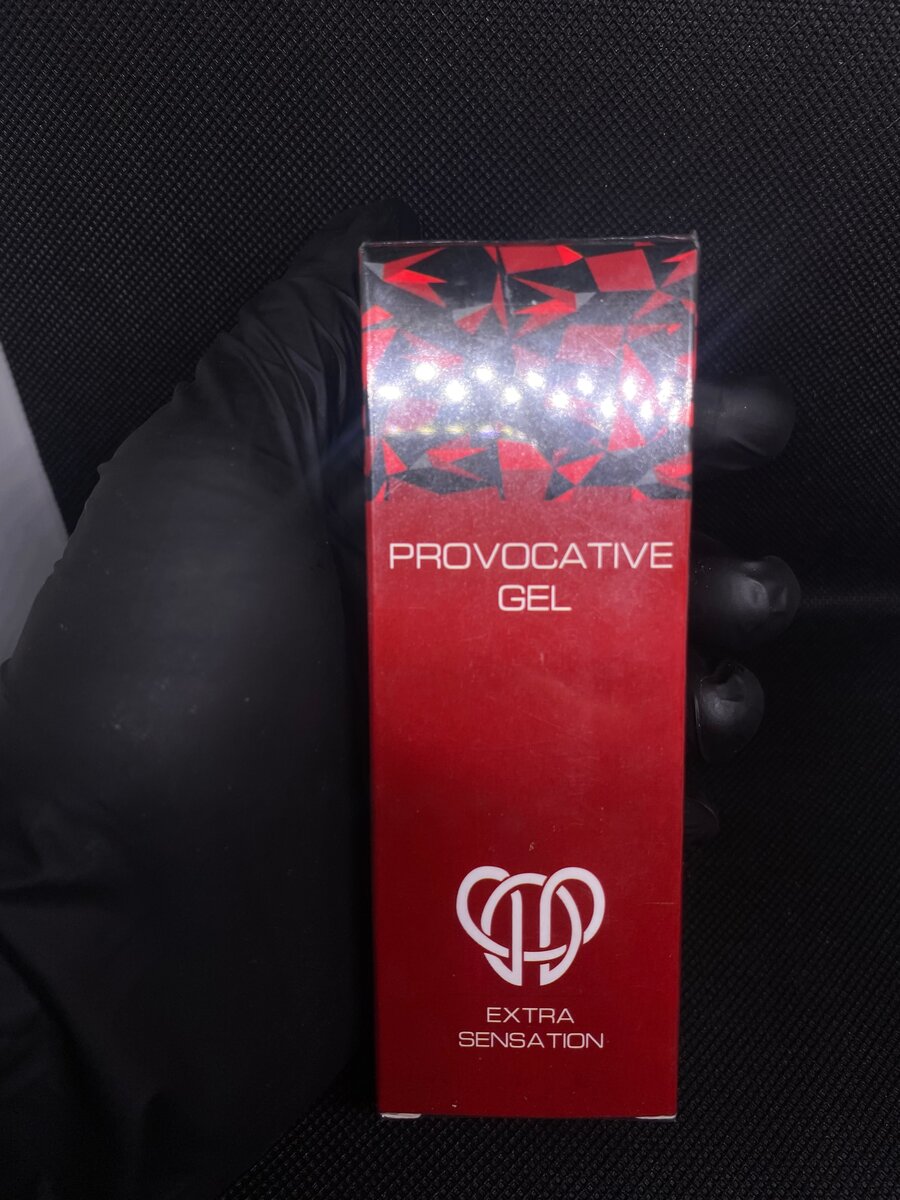 PROVOCATIVE
GEL
EXTRA
SENSATION